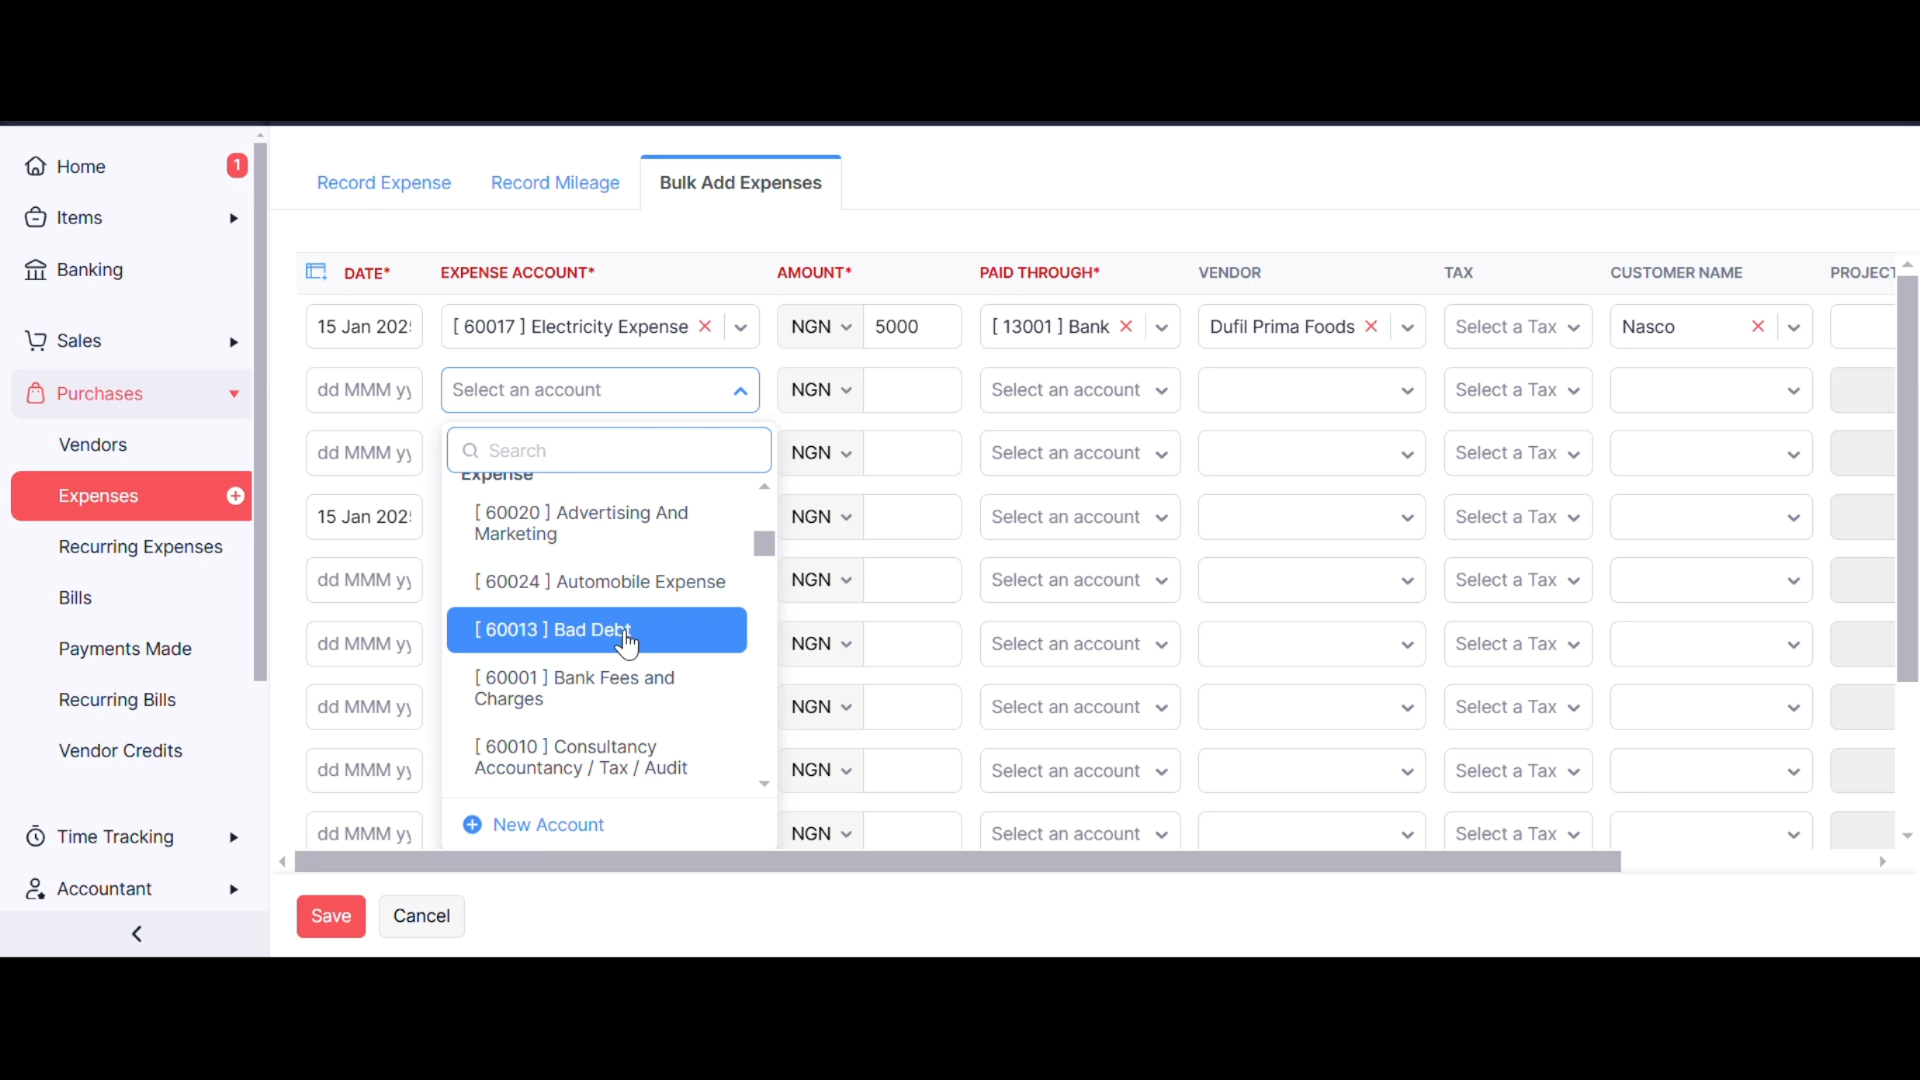 Home 1
Items
Banking
Sales
Purchases
Vendors
Expenses
Recurring Expenses
Bills
Payments Made
Recurring Bills
Vendor Credits
Time Tracking
Accountant
Record Expense Record Mileage Bulk Add Expenses
DATE* EXPENSE ACCOUNT* AMOUNT* PAID THROUGH* VENDOR TAX CUSTOMER NAME PROJECT
15 Jan 202 [ 60017 ] Electricity Expense NGN 5000 [ 13001 ] Bank Dufil Prima Foods Select a Tax Nasco
dd MMM yy Select an account NGN Select an account Select a Tax
dd MMM yy Search NGN Select an account Select a Tax
Expense
[ 60020 ] Advertising And
Marketing
15 Jan 202 NGN Select an account Select a Tax
dd MMM yy [ 60024 ] Automobile Expense NGN Select an account Select a Tax
dd MMM yy [ 60013 ] Bad Debt NGN Select an account Select a Tax
[ 60001 ] Bank Fees and
Charges
dd MMM yy NGN Select an account Select a Tax
[ 60010 ] Consultancy
Accountancy / Tax / Audit
dd MMM yy NGN Select an account Select a Tax
dd MMM yy New Account NGN Select an account Select a Tax
Save Cancel